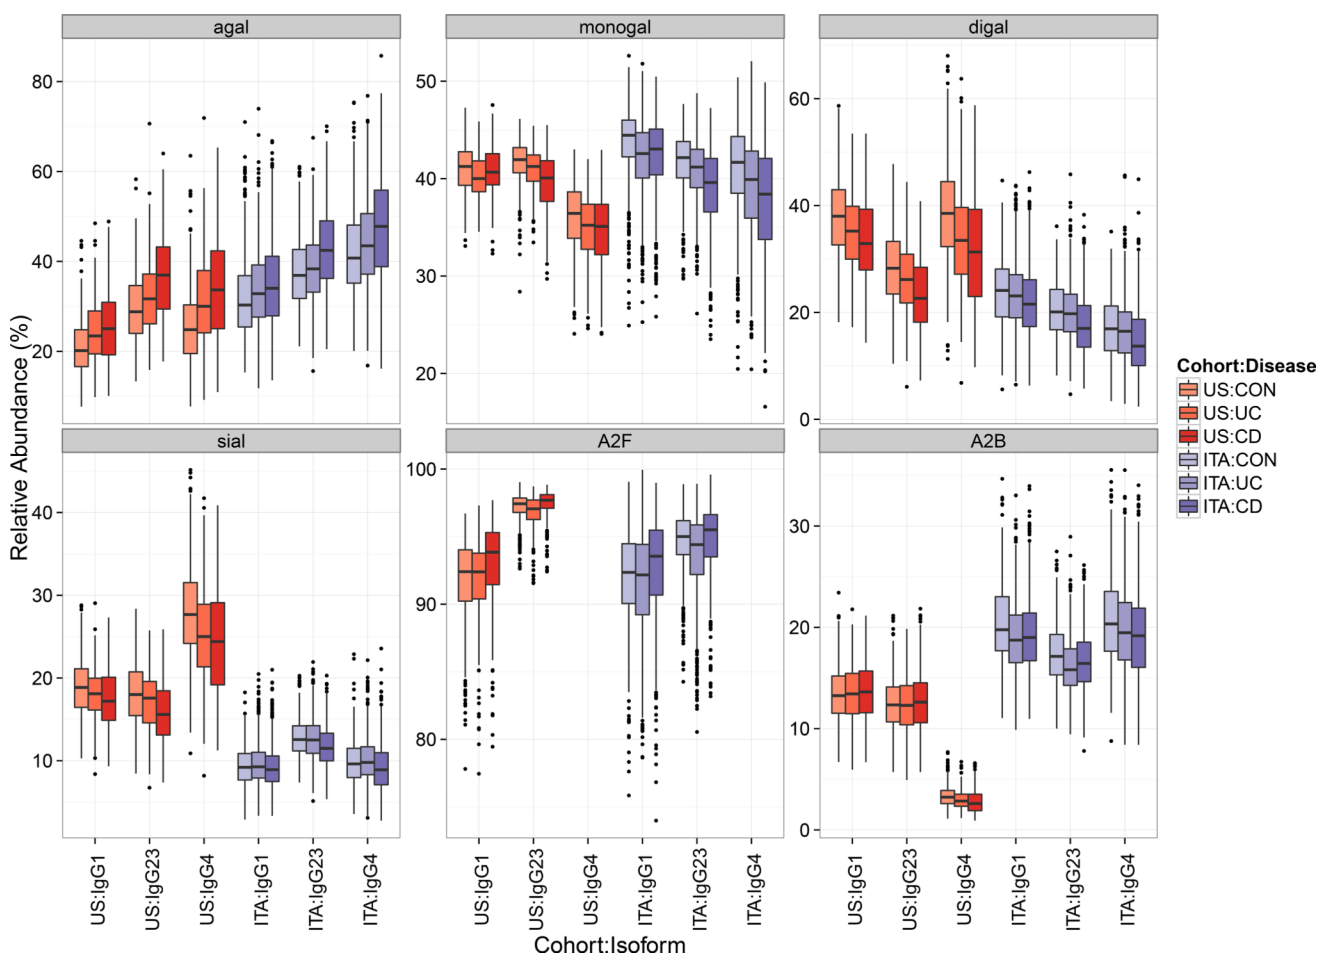 agal
monogal
digal
80
60
40
20
50
40
30
20
60
40
20
0
Relative Abundance (%)
Cohort:Disease
US:CON
US:UC
US:CD
ITA:CON
ITA:UC
ITA:CD
sial
A2F
A2B
40
30
20
10
100
90
80
30
20
10
0
US:IgG1
US:IgG23
US:IgG4
ITA:IgG1
ITA:IgG23
ITA:IgG4
US:IgG1
US:IgG23
US:IgG4
ITA:IgG1
ITA:IgG23
ITA:IgG4
US:IgG1
US:IgG23
US:IgG4
ITA:IgG1
ITA:IgG23
ITA:IgG4
Cohort:Isoform